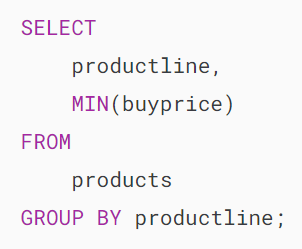 SELECT
    productline,
    MIN(buyprice)
FROM
    products
GROUP BY productline;